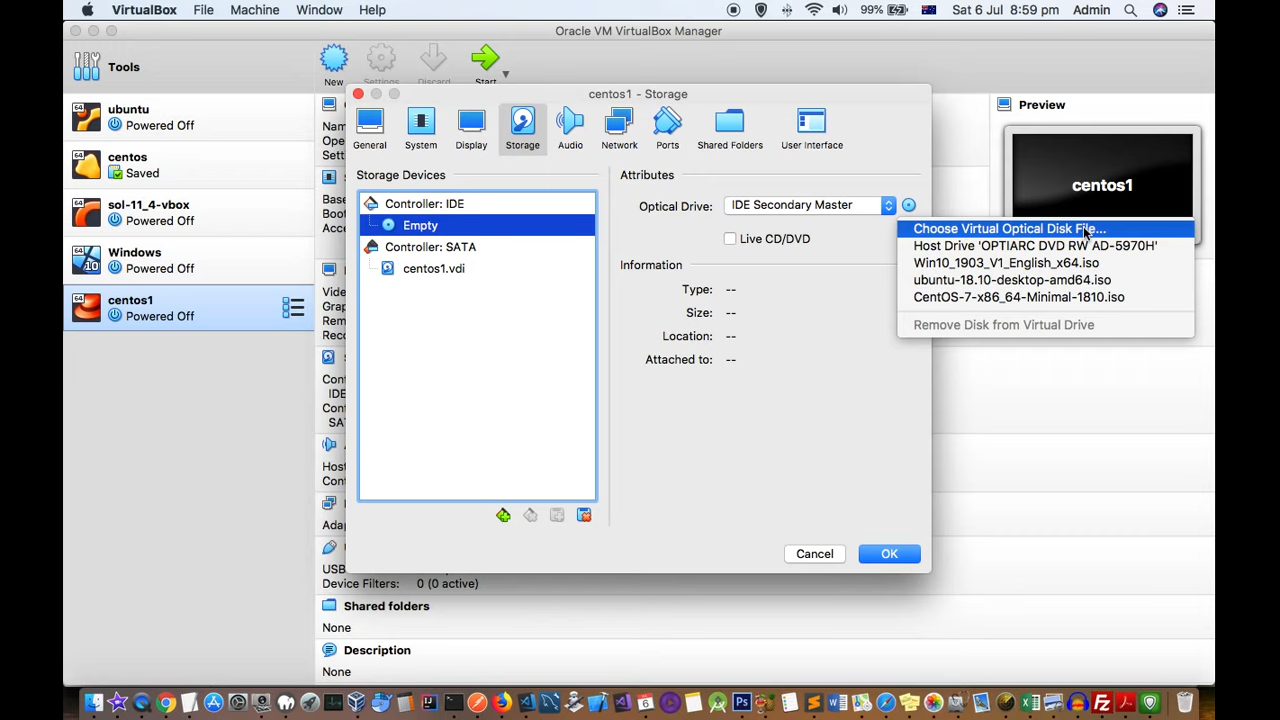 VirtualBox File Machine Window Help 99% Sat 6 Jul 8:59 pm Admin
Oracle VM VirtualBox Manager
Tools
New Settings Discard Start
ubuntu
Powered Off
centos
Saved
sol-11_4-vbox
Powered Off
Windows
Powered Off
centos1
Powered Off
centos1 - Storage
General System Display Storage Audio Network Ports Shared Folders User Interface
Storage Devices
Controller: IDE
Empty
Controller: SATA
centos1.vdi
Attributes
Optical Drive: IDE Secondary Master
Live CD/DVD
Information
Type: --
Size: --
Location: --
Attached to: --
Cancel OK
Choose Virtual Optical Disk File...
Host Drive 'OPTIARC DVD RW AD-5970H'
Win10_1903_V1_English_x64.iso
ubuntu-18.10-desktop-amd64.iso
CentOS-7-x86_64-Minimal-1810.iso
Remove Disk from Virtual Drive
Preview
centos1
USB
Device Filters: 0 (0 active)
Shared folders
None
Description
None